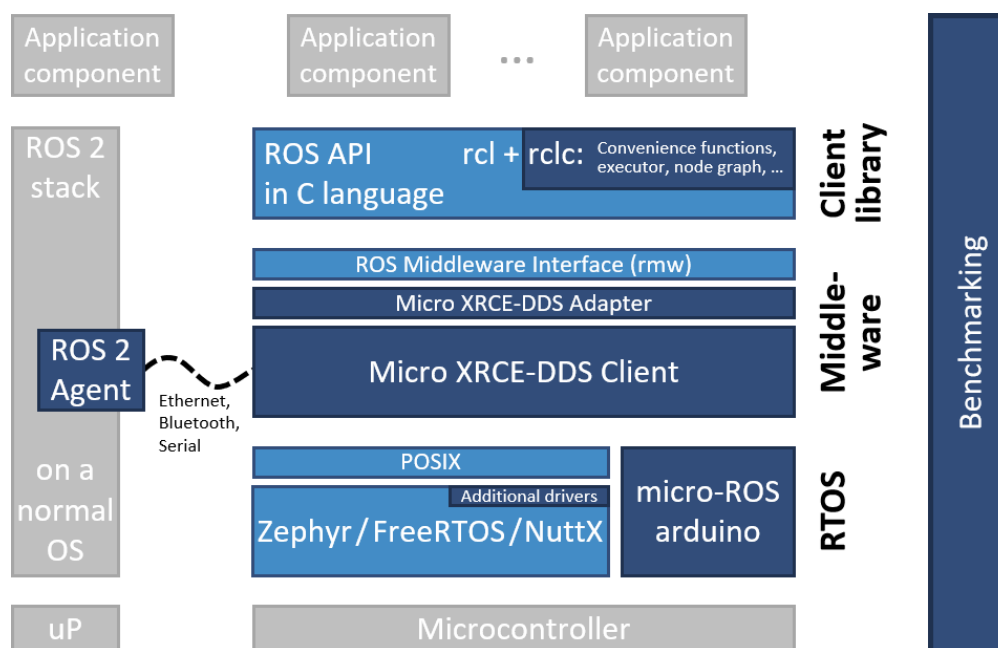 Application
component
Application
component
...
Application
component
ROS 2
stack
ROS API
in C language
rcl + rclc:
Convenience functions,
executor, node graph, ...
Client
library
ROS Middleware Interface (rmw)
Micro XRCE-DDS Adapter
Micro XRCE-DDS Client
Middle-
ware
ROS 2
Agent
Ethernet,
Bluetooth,
Serial
on a
normal
OS
POSIX
Additional drivers
Zephyr/FreeRTOS/NuttX
micro-ROS
arduino
RTOS
uP
Microcontroller
Benchmarking